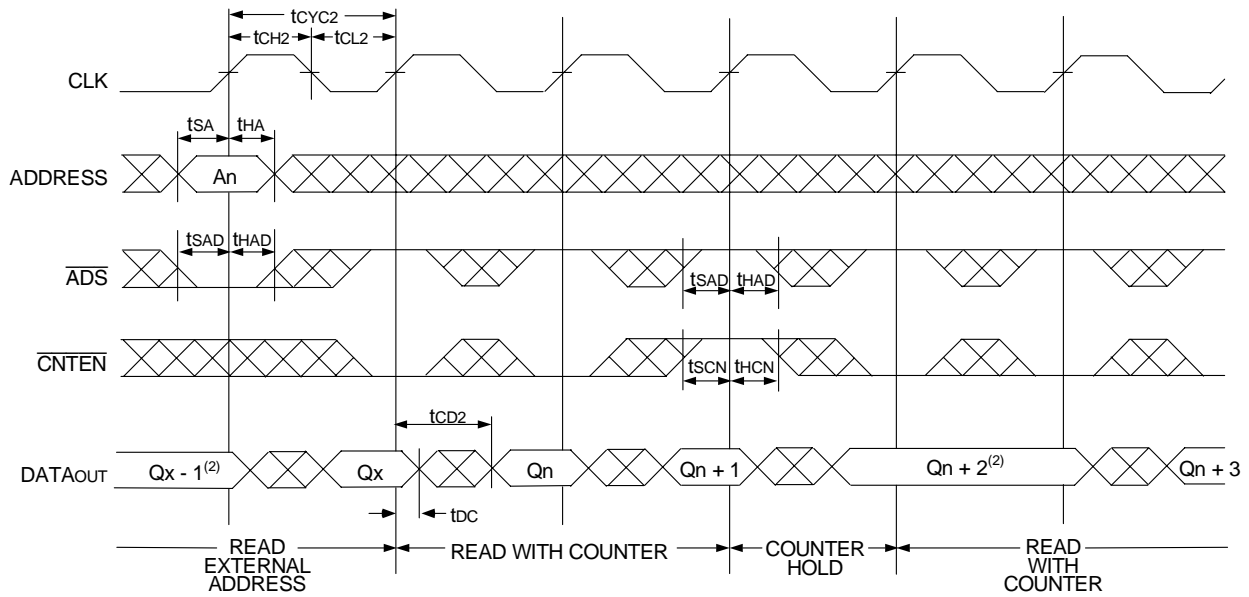 tCYC2
tCH2 tCL2
CLK
tSA tHA
ADDRESS An
tSAD tHAD
ADS
tSAD tHAD
CNTEN
tSCN tHCN
tCD2
DATAOUT Qx - 1(2) Qx Qn Qn + 1 Qn + 2(2) Qn + 3
tDC
READ EXTERNAL ADDRESS
READ WITH COUNTER
COUNTER HOLD
READ WITH COUNTER